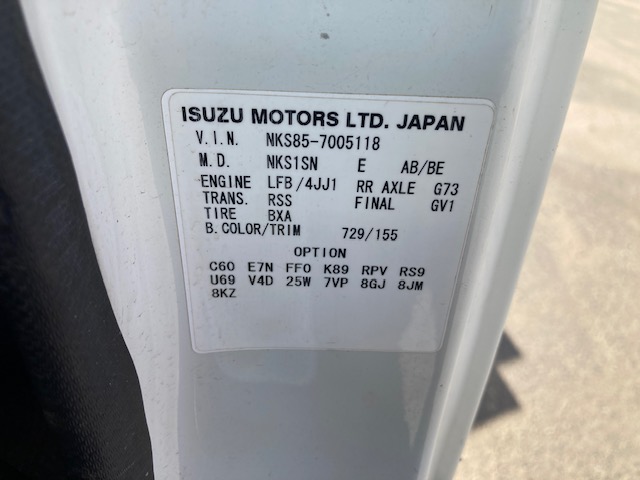 ISUZU MOTORS LTD. JAPAN
V.I.N. NKS85-7005118
M.D. NKS1SN E AB/BE
ENGINE LFB/4JJ1 RR AXLE G73
TRANS. RSS FINAL GV1
TIRE BXA
B.COLOR/TRIM 729/155
OPTION
C60 E7N FF0 K89 RPV RS9
U69 V4D 25W 7VP 8GJ 8JM
8KZ